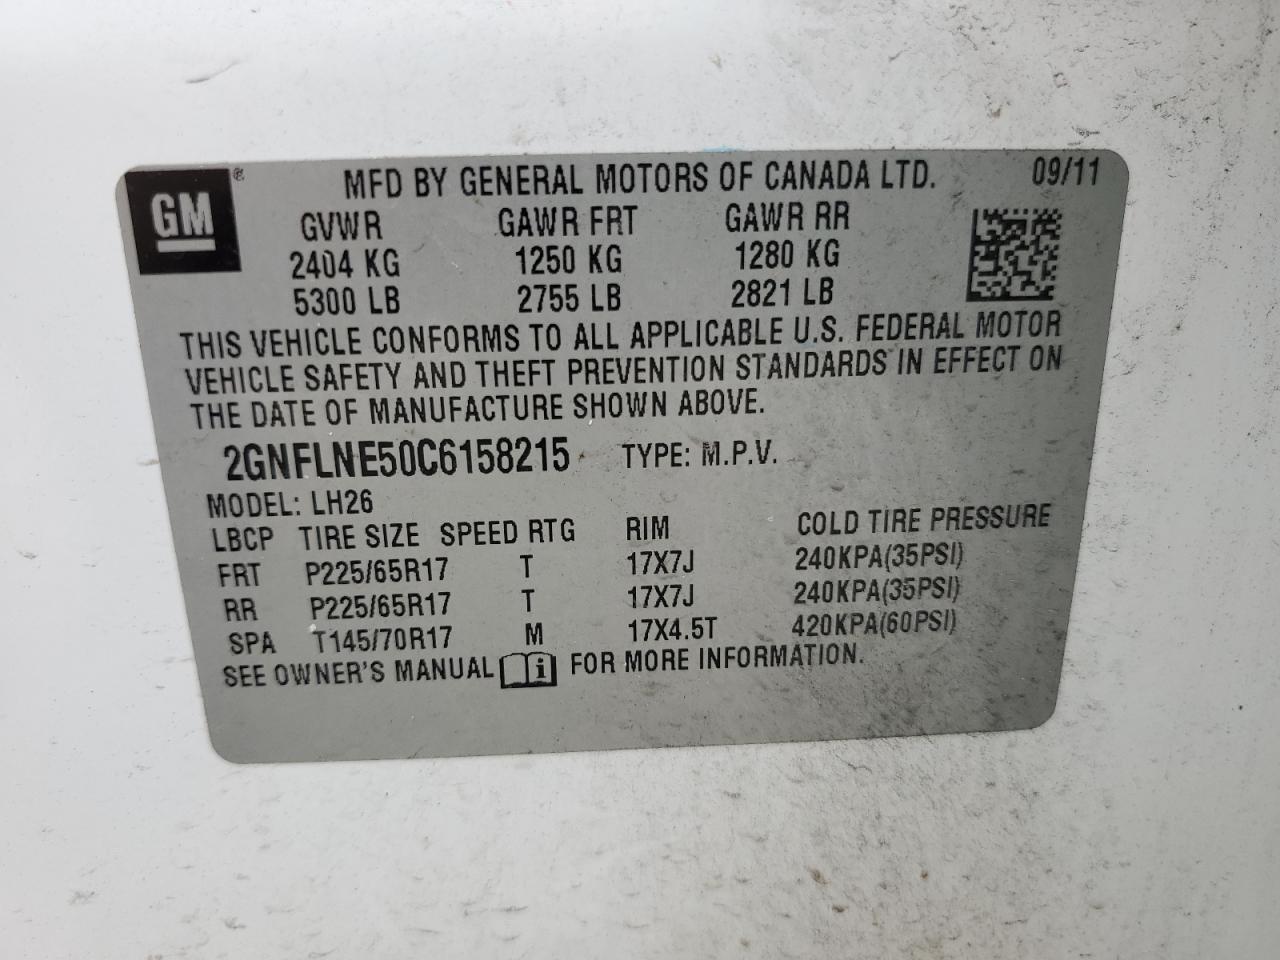 GM ® MFD BY GENERAL MOTORS OF CANADA LTD. 09/11
GVWR GAWR FRT GAWR RR
2404 KG 1250 KG 1280 KG
5300 LB 2755 LB 2821 LB
THIS VEHICLE CONFORMS TO ALL APPLICABLE U.S. FEDERAL MOTOR
VEHICLE SAFETY AND THEFT PREVENTION STANDARDS IN EFFECT ON
THE DATE OF MANUFACTURE SHOWN ABOVE.
2GNFLNE50C6158215 TYPE: M.P.V.
MODEL: LH26
LBCP TIRE SIZE SPEED RTG RIM COLD TIRE PRESSURE
FRT P225/65R17 T 17X7J 240KPA(35PSI)
RR P225/65R17 T 17X7J 240KPA(35PSI)
SPA T145/70R17 M 17X4.5T 420KPA(60PSI)
SEE OWNER'S MANUAL i FOR MORE INFORMATION.